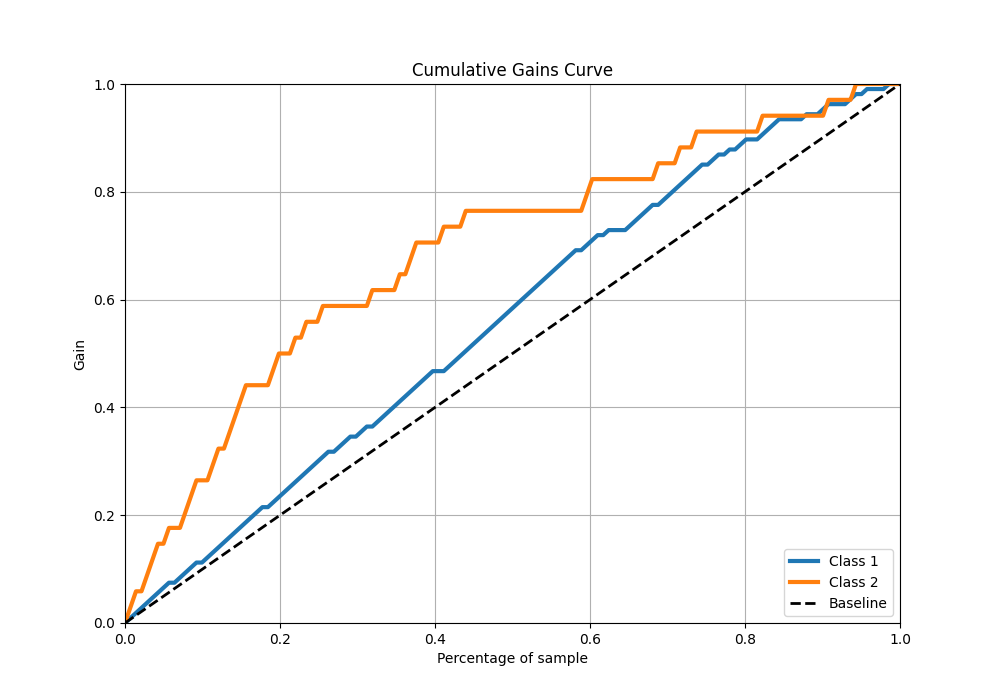 Cumulative Gains Curve
1.0
0.8
0.6
0.4
0.2
0.0
Gain
0.0 0.2 0.4 0.6 0.8 1.0
Percentage of sample
Class 1
Class 2
Baseline